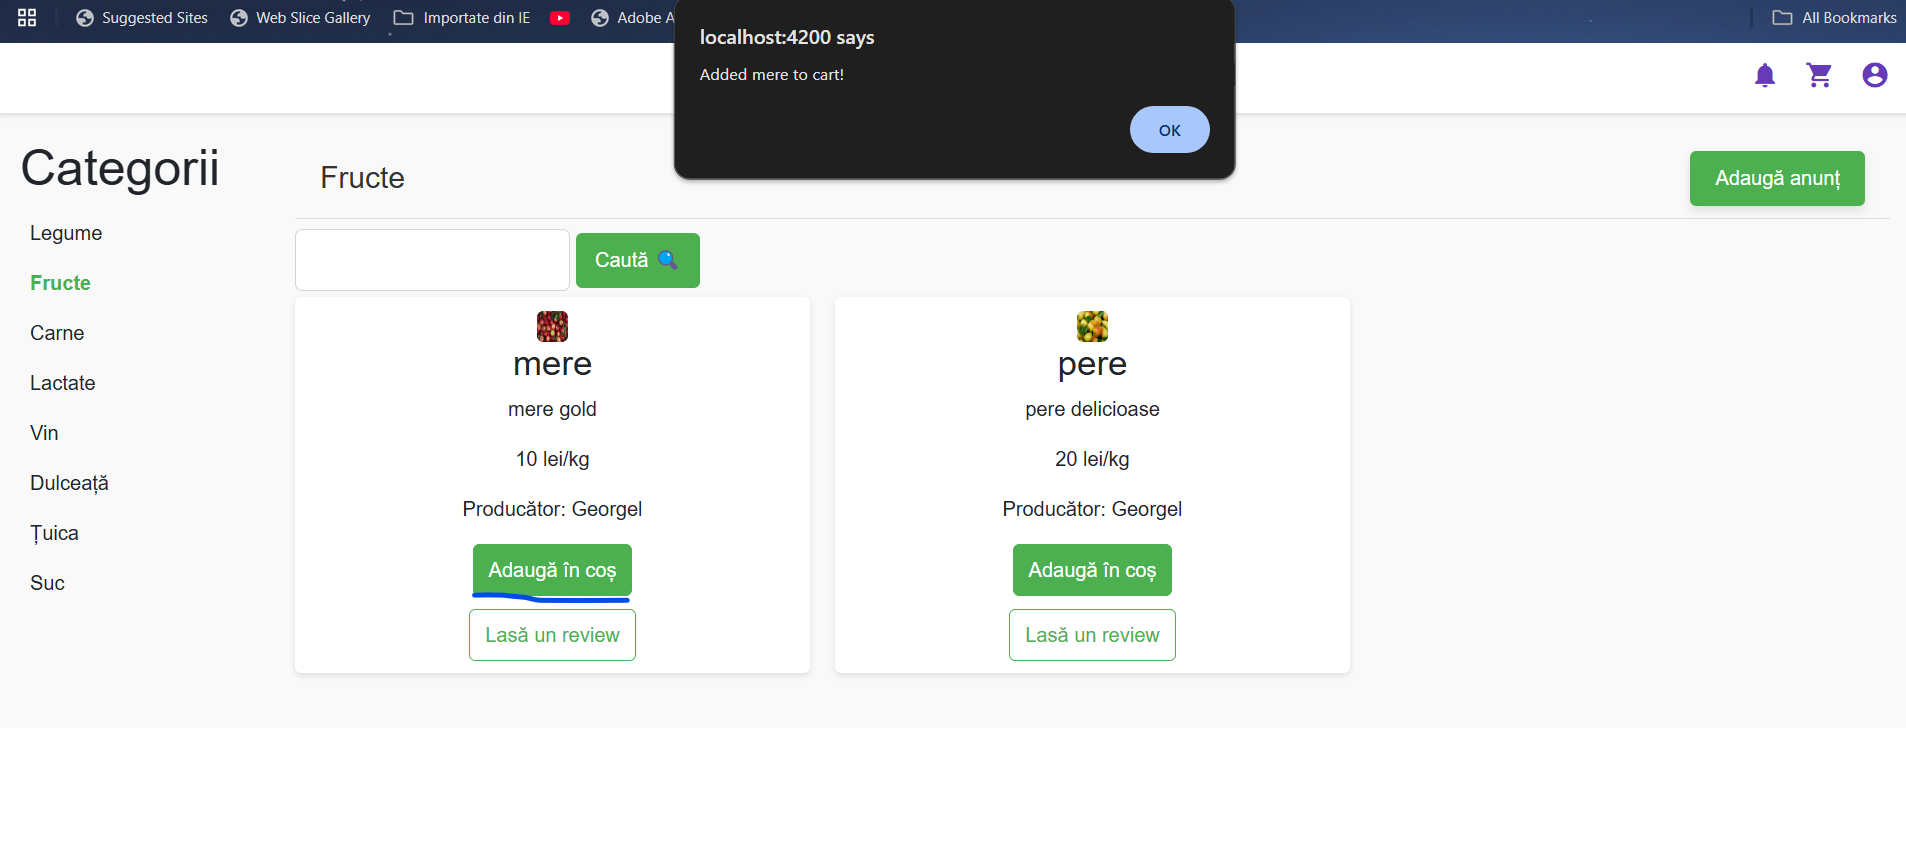 Suggested Sites Web Slice Gallery Importate din IE Adobe A All Bookmarks
localhost:4200 says
Added mere to cart!
OK
Categorii
Legume
Fructe
Carne
Lactate
Vin
Dulceață
Țuica
Suc
Fructe
Adaugă anunț
Caută
mere
mere gold
10 lei/kg
Producător: Georgel
Adaugă în coș
Lasă un review
pere
pere delicioase
20 lei/kg
Producător: Georgel
Adaugă în coș
Lasă un review